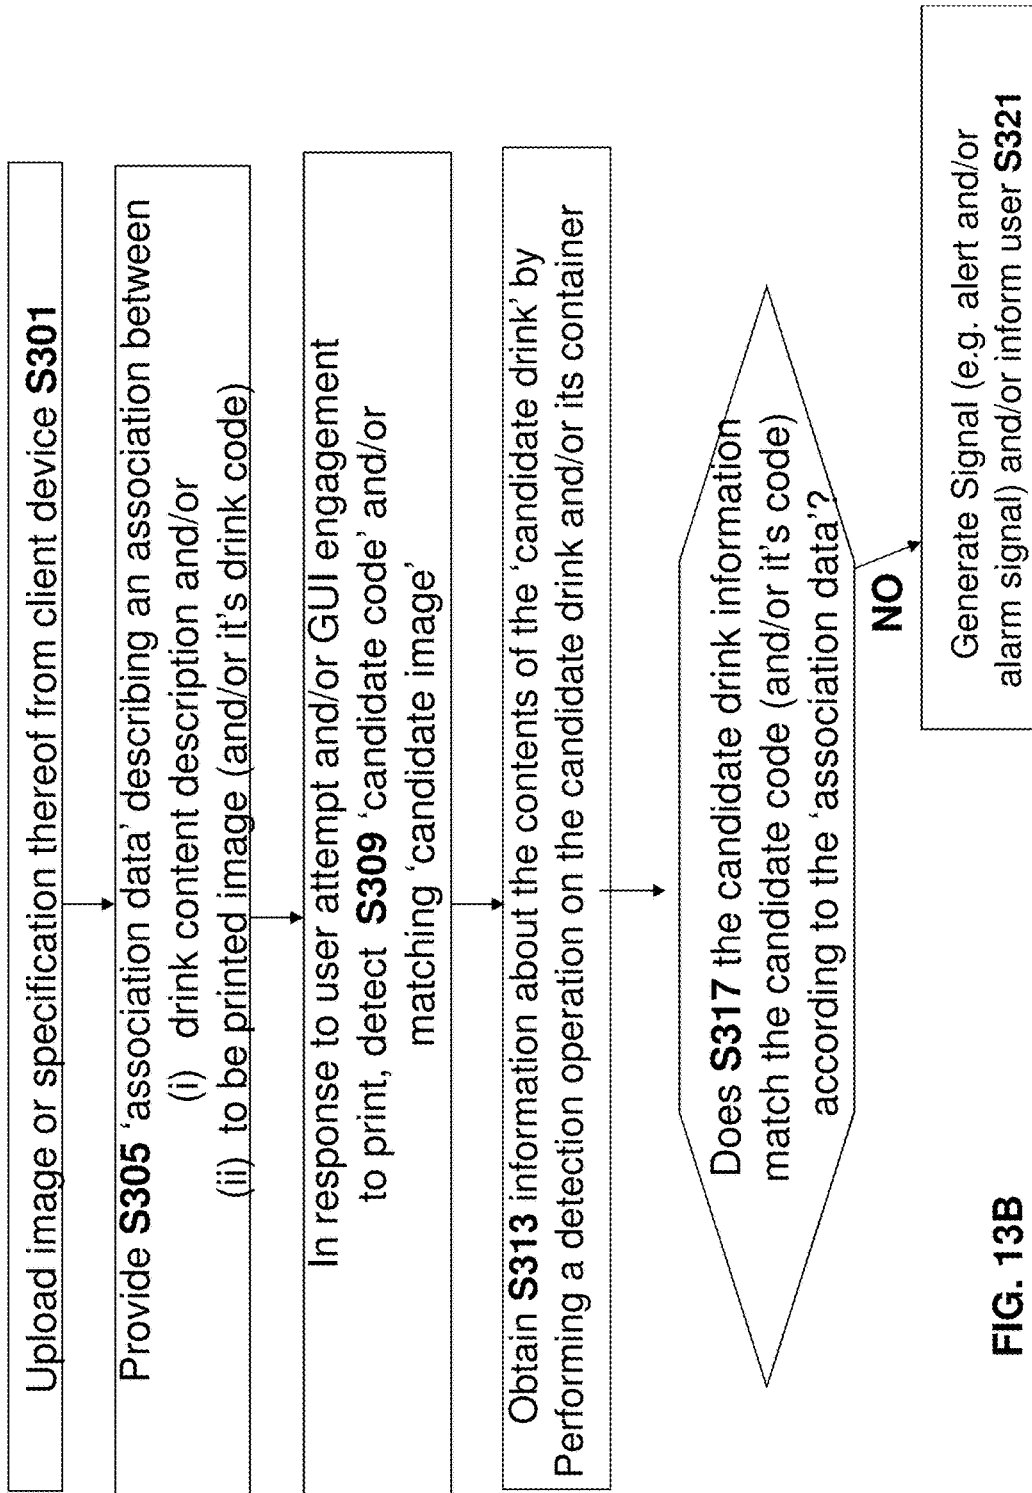 Upload image or specification thereof from client device S301
Provide S305 ‘association data’ describing an association between
(i) drink content description and/or
(ii) to be printed image (and/or it’s drink code)
In response to user attempt and/or GUI engagement
to print, detect S309 ‘candidate code’ and/or
matching ‘candidate image’
Obtain S313 information about the contents of the ‘candidate drink’ by
Performing a detection operation on the candidate drink and/or its container
Does S317 the candidate drink information
match the candidate code (and/or it’s code)
according to the ‘association data’?
NO
Generate Signal (e.g. alert and/or
alarm signal) and/or inform user S321
FIG. 13B